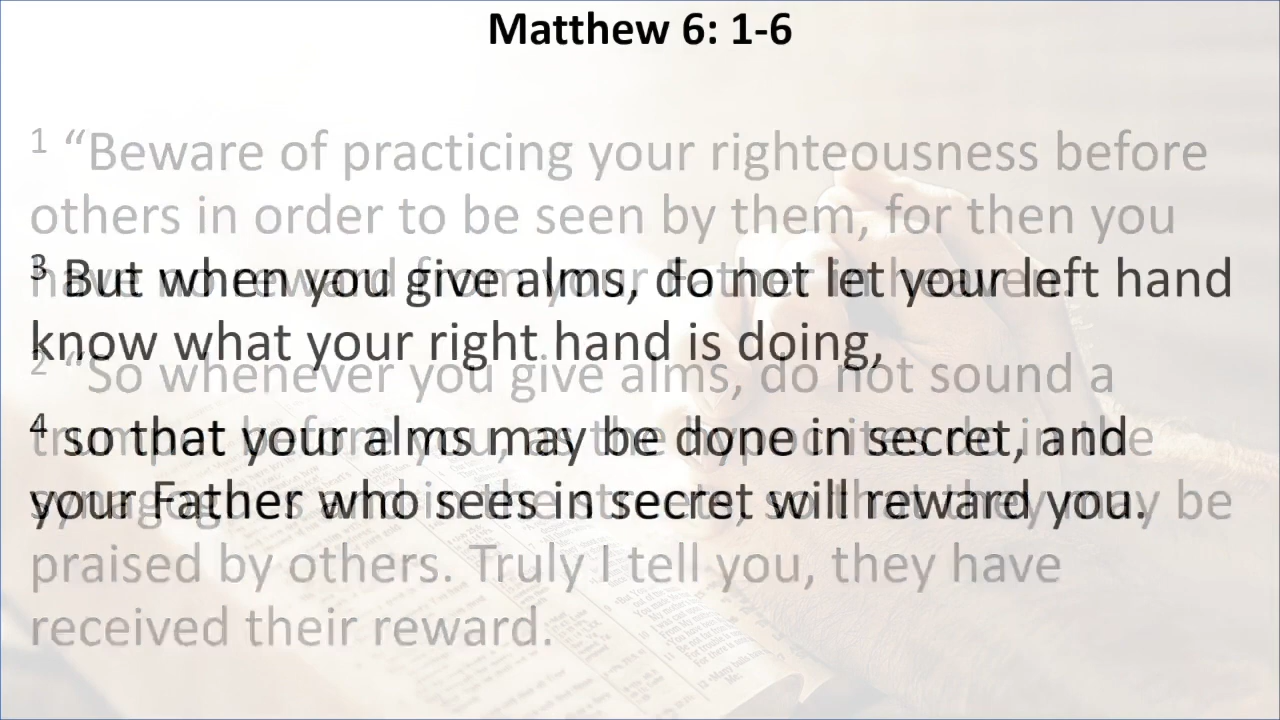 Matthew 6: 1-6
1 “Beware of practicing your righteousness before
others in order to be seen by them, for then you
3 But when you give alms, do not let your left hand
know what your right hand is doing,
2 “So whenever you give alms, do not sound a
4 so that your alms may be done in secret, and
your Father who sees in secret will reward you.
be
praised by others. Truly I tell you, they have
received their reward.